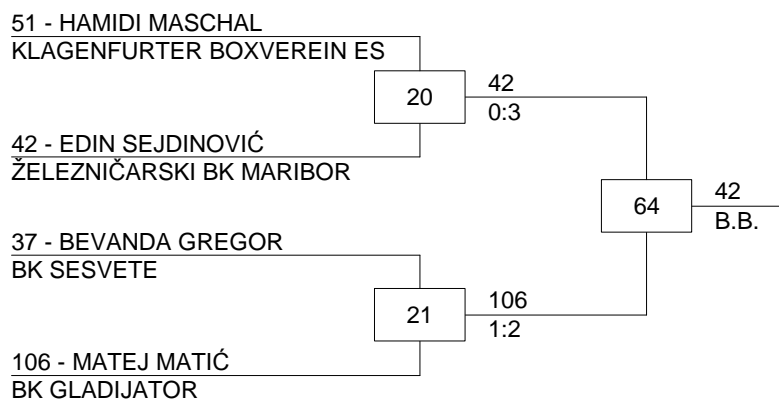 51 - HAMIDI MASCHAL
KLAGENFURTER BOXVEREIN ES
20
42
0:3
42 - EDIN SEJDINOVIĆ
ŽELEZNIČARSKI BK MARIBOR
64
42
B.B.
37 - BEVANDA GREGOR
BK SESVETE
21
106
1:2
106 - MATEJ MATIĆ
BK GLADIJATOR